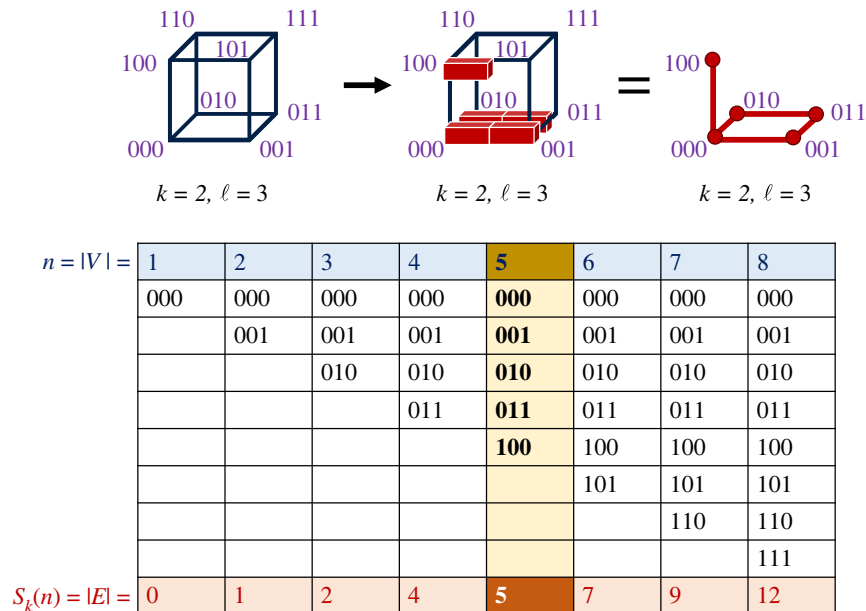 110 111 110 111
100 101 100 101 100
010 011 010 011 010 011
000 001 000 001 000 001
k = 2, ℓ = 3 k = 2, ℓ = 3 k = 2, ℓ = 3
n = |V| = 1 2 3 4 5 6 7 8
000 000 000 000 000 000 000 000
001 001 001 001 001 001 001
010 010 010 010 010 010
011 011 011 011 011
100 100 100 100
101 101 101
110 110
111
Sk(n) = |E| = 0 1 2 4 5 7 9 12